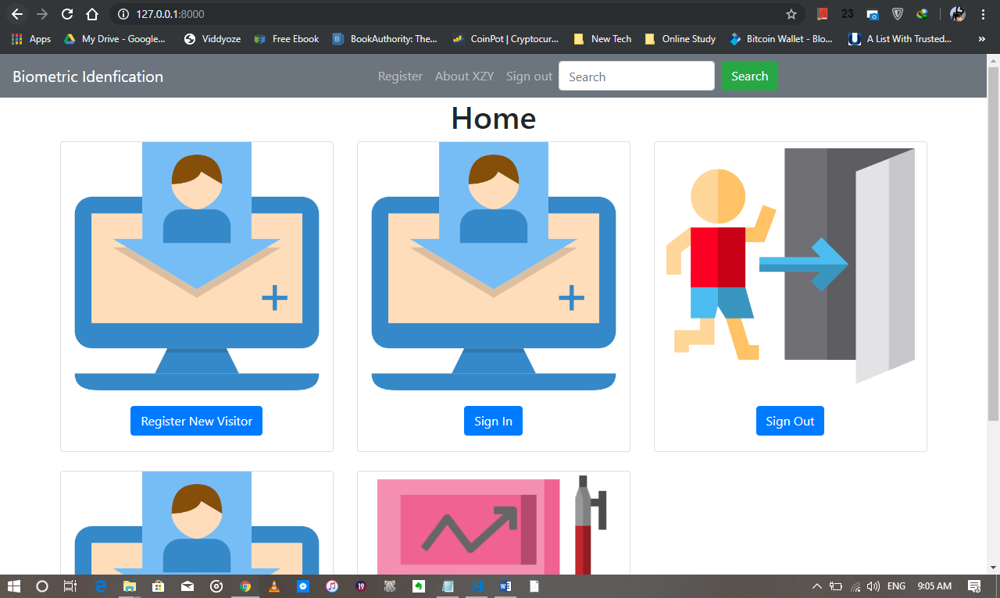 127.0.0.1:8000
23
Apps My Drive - Google... Viddyoze Free Ebook BookAuthority: The... CoinPot | Cryptocur... New Tech Online Study Bitcoin Wallet - Blo... A List With Trusted... »
Biometric Idenfication Register About XZY Sign out Search Search
Home
Register New Visitor Sign In Sign Out
19 ENG 9:05 AM